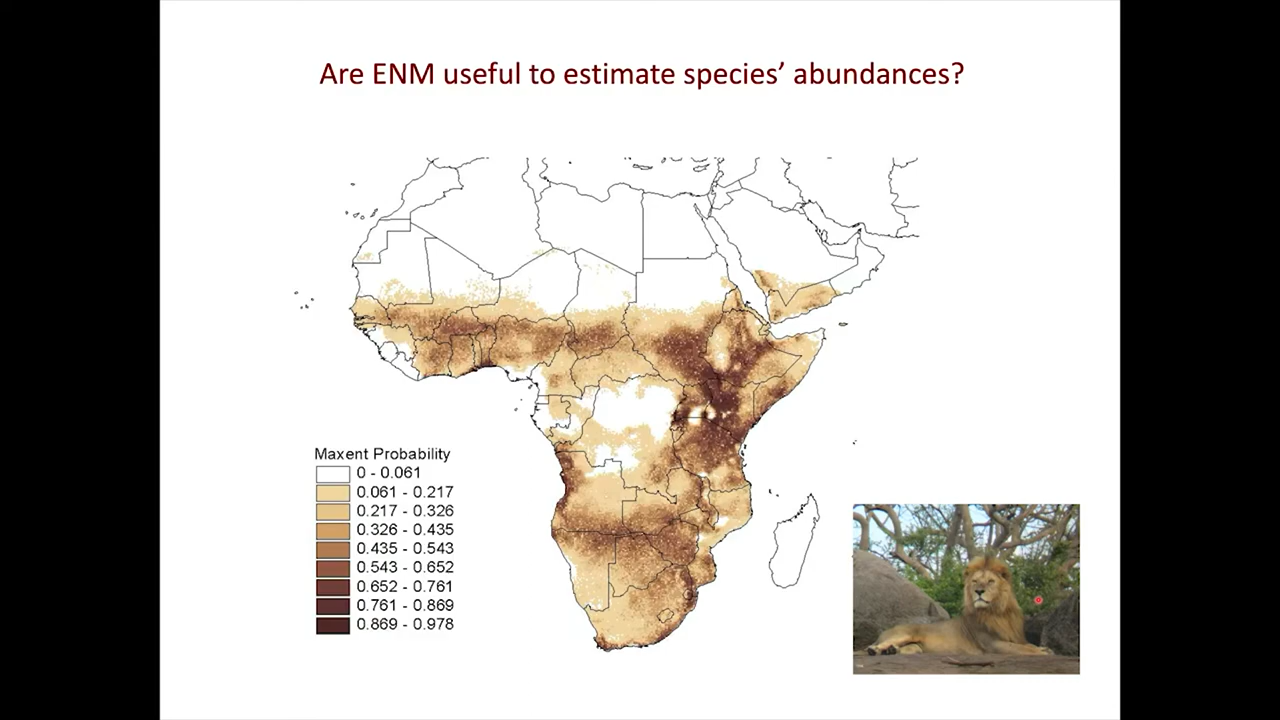 Are ENM useful to estimate species’ abundances?
Maxent Probability
0 - 0.061
0.061 - 0.217
0.217 - 0.326
0.326 - 0.435
0.435 - 0.543
0.543 - 0.652
0.652 - 0.761
0.761 - 0.869
0.869 - 0.978